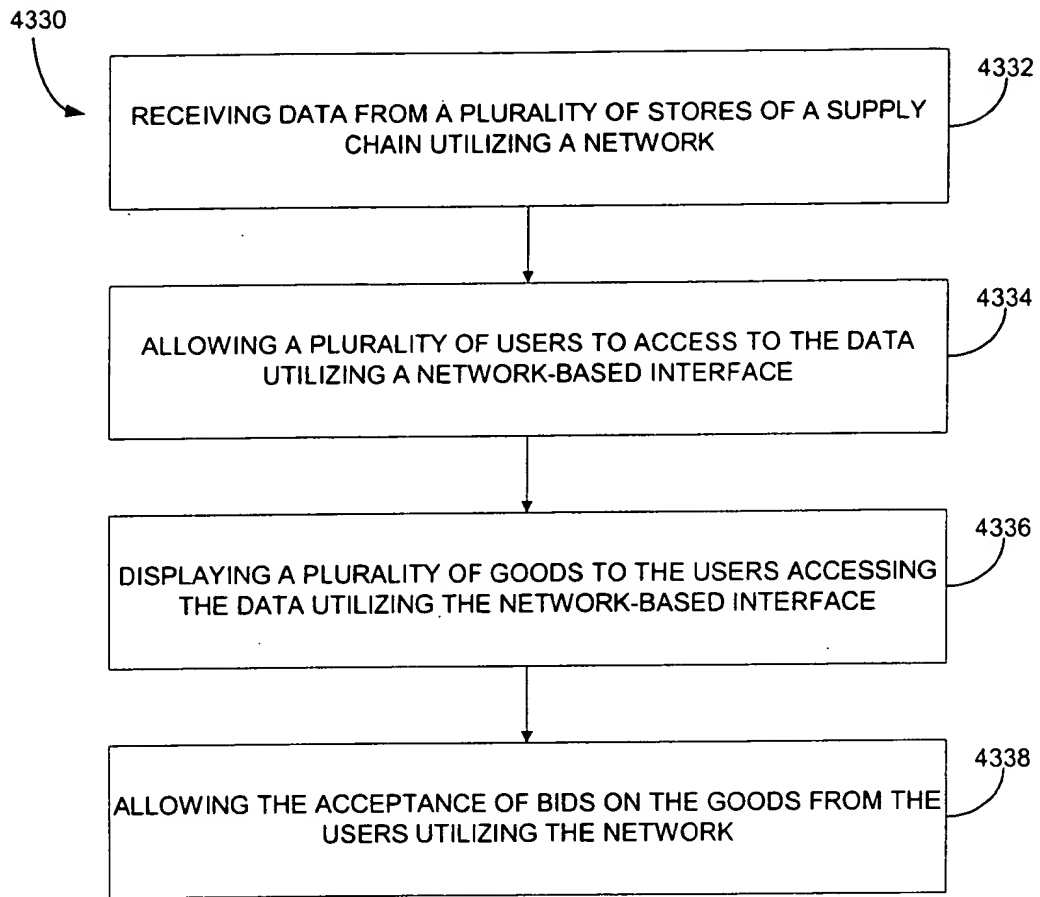 4330
4332
RECEIVING DATA FROM A PLURALITY OF STORES OF A SUPPLY
CHAIN UTILIZING A NETWORK
4334
ALLOWING A PLURALITY OF USERS TO ACCESS TO THE DATA
UTILIZING A NETWORK-BASED INTERFACE
4336
DISPLAYING A PLURALITY OF GOODS TO THE USERS ACCESSING
THE DATA UTILIZING THE NETWORK-BASED INTERFACE
4338
ALLOWING THE ACCEPTANCE OF BIDS ON THE GOODS FROM THE
USERS UTILIZING THE NETWORK